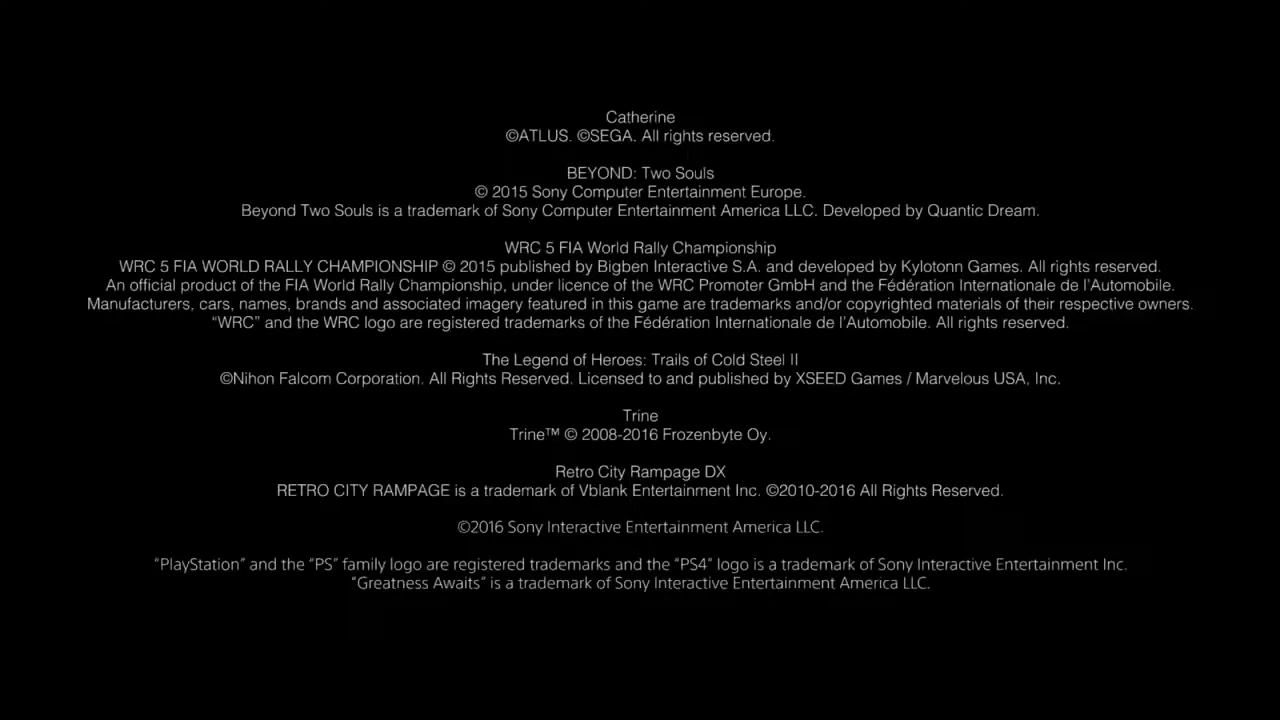 Catherine
©ATLUS. ©SEGA. All rights reserved.
BEYOND: Two Souls
© 2015 Sony Computer Entertainment Europe.
Beyond Two Souls is a trademark of Sony Computer Entertainment America LLC. Developed by Quantic Dream.
WRC 5 FIA World Rally Championship
WRC 5 FIA WORLD RALLY CHAMPIONSHIP © 2015 published by Bigben Interactive S.A. and developed by Kylotonn Games. All rights reserved.
An official product of the FIA World Rally Championship, under licence of the WRC Promoter GmbH and the Fédération Internationale de l'Automobile.
Manufacturers, cars, names, brands and associated imagery featured in this game are trademarks and/or copyrighted materials of their respective owners.
“WRC” and the WRC logo are registered trademarks of the Fédération Internationale de l'Automobile. All rights reserved.
The Legend of Heroes: Trails of Cold Steel II
©Nihon Falcom Corporation. All Rights Reserved. Licensed to and published by XSEED Games / Marvelous USA, Inc.
Trine
Trine™ © 2008-2016 Frozenbyte Oy.
Retro City Rampage DX
RETRO CITY RAMPAGE is a trademark of Vblank Entertainment Inc. ©2010-2016 All Rights Reserved.
©2016 Sony Interactive Entertainment America LLC.
“PlayStation” and the “PS” family logo are registered trademarks and the “PS4” logo is a trademark of Sony Interactive Entertainment Inc.
“Greatness Awaits“ is a trademark of Sony Interactive Entertainment America LLC.